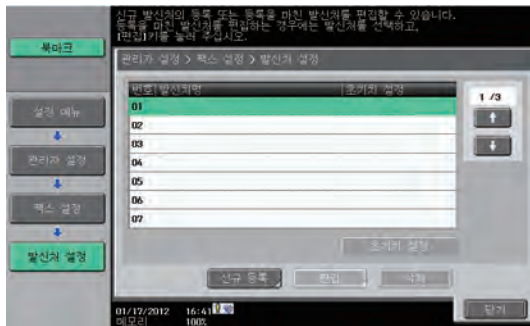 신규 발신처의 등록 또는 등록을 마친 발신처를 편집할 수 있습니다.
등록을 마친 발신처를 편집하는 경우에는 발신처를 선택하고,
[편집]키를 눌러 주십시오.
북마크
관리자 설정 > 팩스 설정 > 발신처 설정
번호 발신처명 초기치 설정
1 /3
01
02
03
04
05
06
07
설정 메뉴
관리자 설정
팩스 설정
발신처 설정
초기치 설정
신규 등록 편집 삭제
01/17/2012 16:41
메모리 100%
닫기